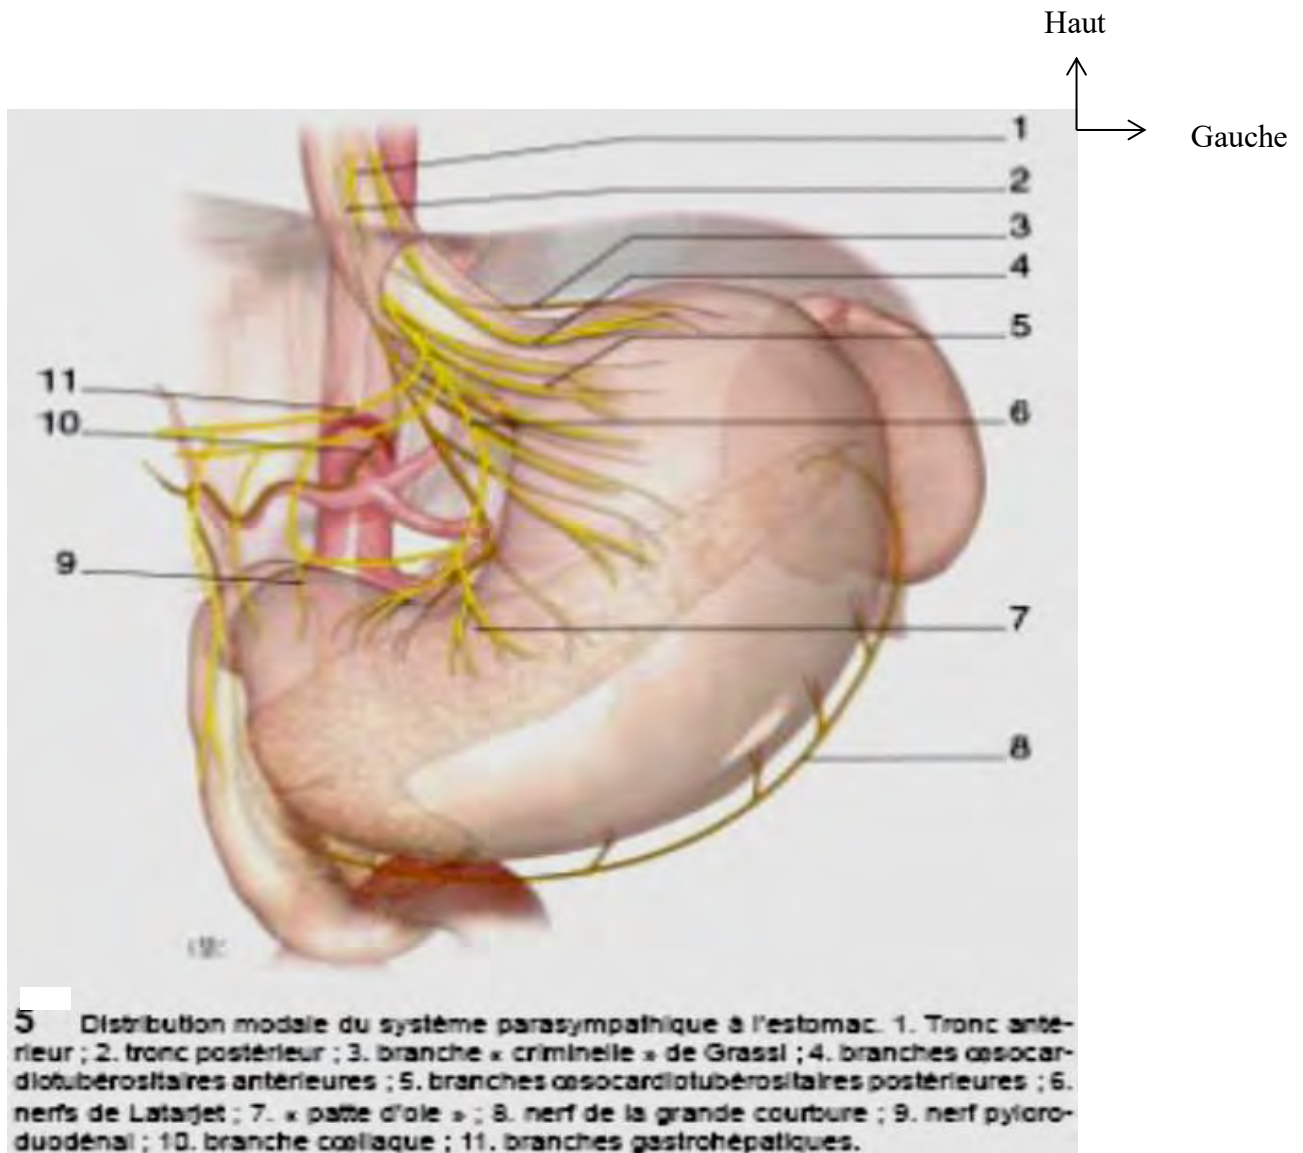 Haut
Gauche
1
2
3
4
5
6
11
10
9
7
8
5 Distribution modale du système parasympathique à l'estomac. 1. Tronc anté-
rieur ; 2. tronc postérieur ; 3. branche « criminelle » de Grassi ; 4. branches œsocar-
diotubérositaires antérieures ; 5. branches œsocardiotubérositaires postérieures ; 6.
nerfs de Latarjet ; 7. « patte d'oie » ; 8. nerf de la grande courbure ; 9. nerf pyloro-
duodénal ; 10. branche cœliaque ; 11. branches gastrohépatiques.